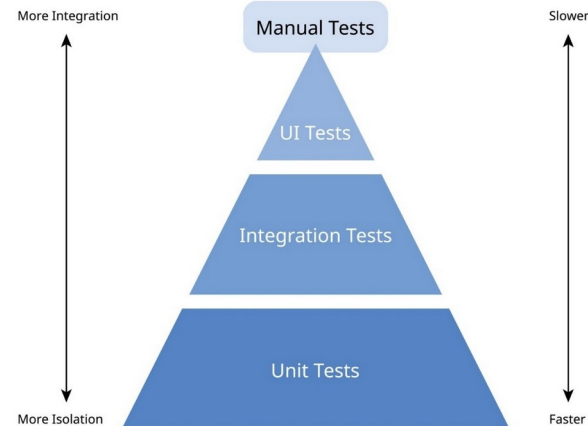 More Integration
Manual Tests
Slower
UI Tests
Integration Tests
Unit Tests
More Isolation
Faster